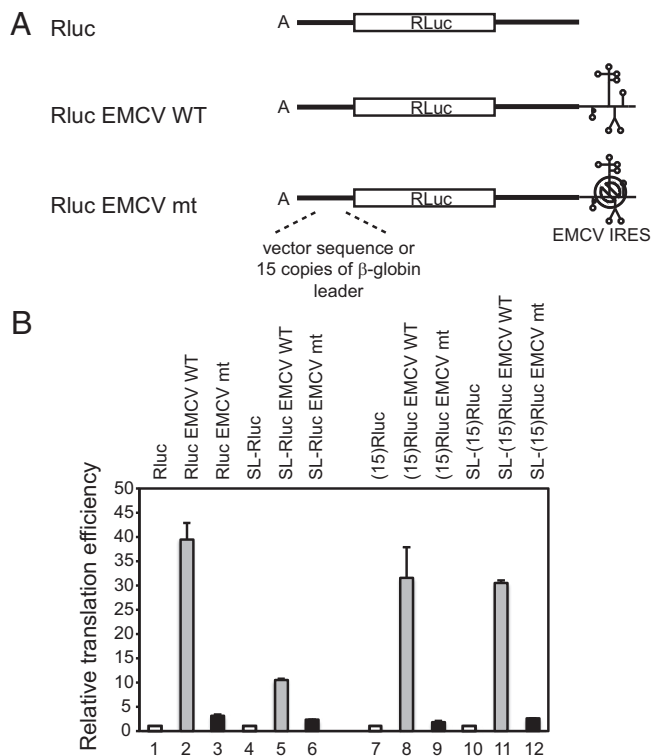 A
Rluc
A
RLuc
Rluc EMCV WT
A
RLuc
Rluc EMCV mt
A
RLuc
EMCV IRES
vector sequence or
15 copies of β-globin
leader
B
Rluc
Rluc EMCV WT
Rluc EMCV mt
SL-Rluc
SL-Rluc EMCV WT
SL-Rluc EMCV mt
(15)Rluc
(15)Rluc EMCV WT
(15)Rluc EMCV mt
SL-(15)Rluc
SL-(15)Rluc EMCV WT
SL-(15)Rluc EMCV mt
Relative translation efficiency
50
45
40
35
30
25
20
15
10
5
0
1 2 3 4 5 6 7 8 9 10 11 12